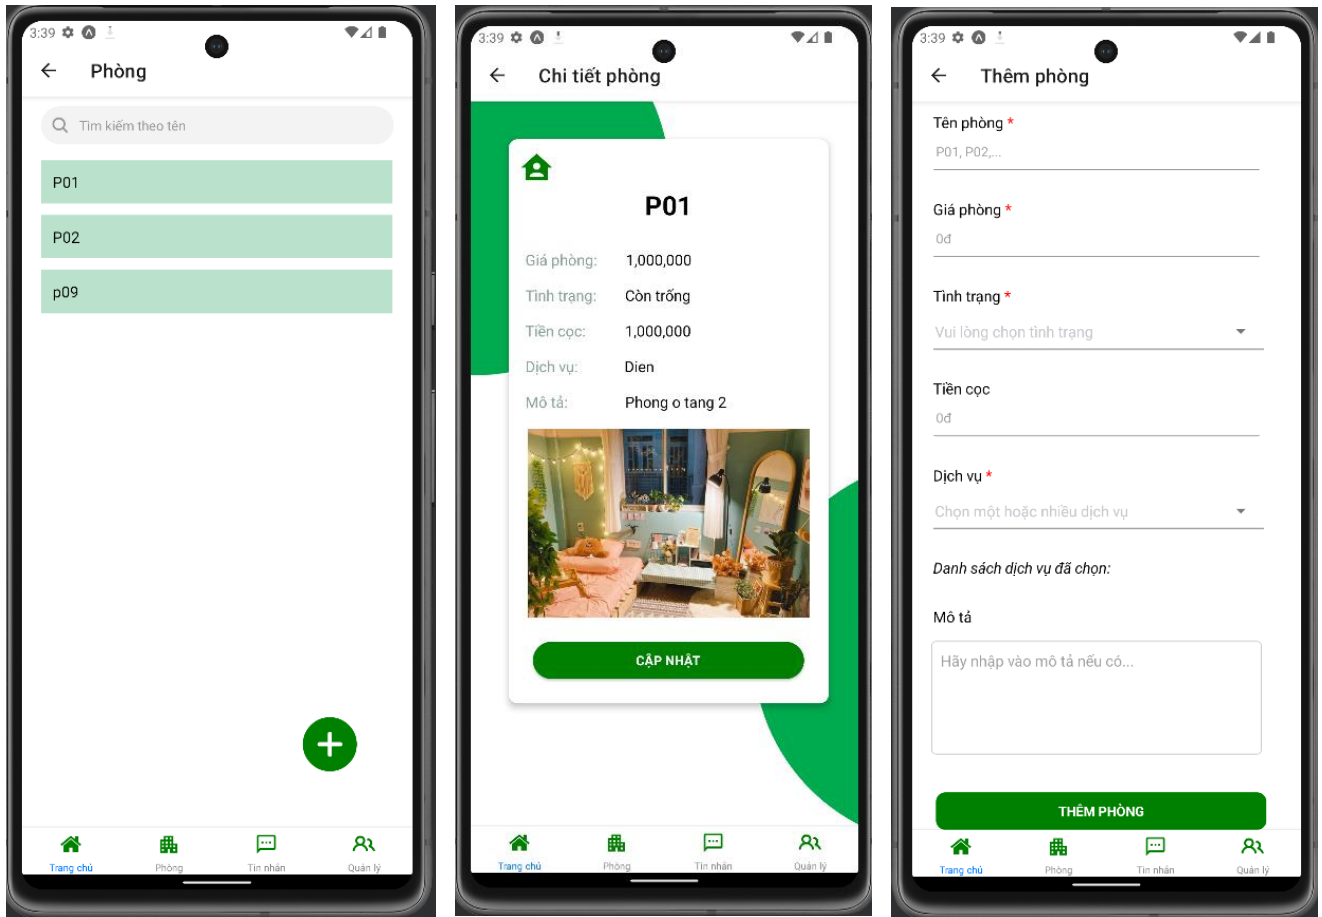 3:39
Phòng
Tìm kiếm theo tên
P01
P02
p09
Trang chủ
Phòng
Tin nhắn
Quản lý
3:39
Chi tiết phòng
P01
Giá phòng: 1,000,000
Tình trạng: Còn trống
Tiền cọc: 1,000,000
Dịch vụ: Dien
Mô tả: Phong o tang 2
CẬP NHẬT
Trang chủ
Phòng
Tin nhắn
Quản lý
3:39
Thêm phòng
Tên phòng *
P01, P02,...
Giá phòng *
0đ
Tình trạng *
Vui lòng chọn tình trạng
Tiền cọc
0đ
Dịch vụ *
Chọn một hoặc nhiều dịch vụ
Danh sách dịch vụ đã chọn:
Mô tả
Hãy nhập vào mô tả nếu có...
THÊM PHÒNG
Trang chủ
Phòng
Tin nhắn
Quản lý